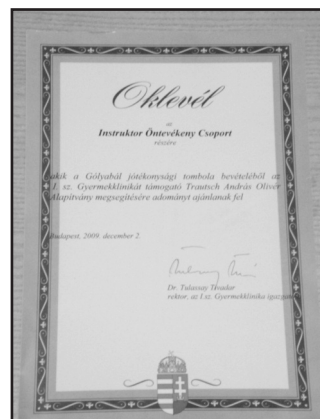 Oklevél
az
Instruktor Öntevékeny Csoport
részére
akik a Gólyabál jótékonysági tombola bevételéből az
I. sz. Gyermekklinikát támogató Trautsch András Olivér
Alapítvány megsegítésére adományt ajánlanak fel
Budapest, 2009. december 2.
Dr. Tulassay Tivadar
rektor, az I.sz. Gyermekklinika igazgató